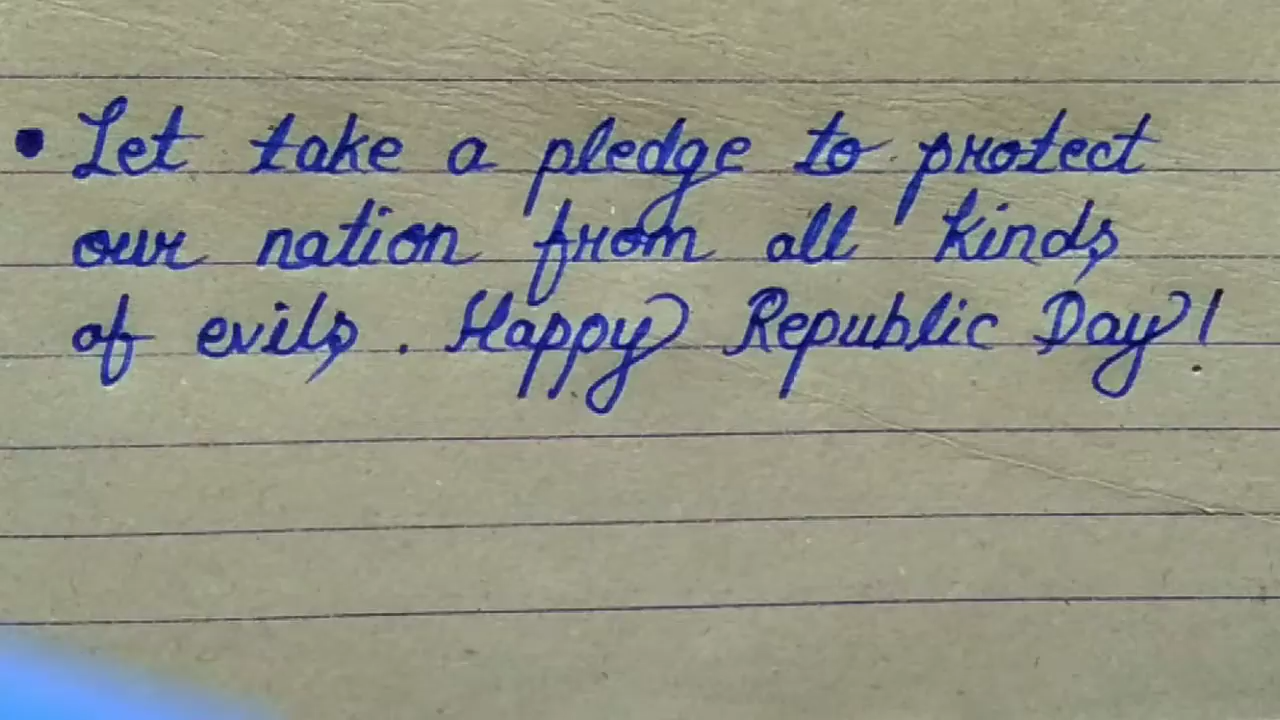 • Let take a pledge to protect
our nation from all kinds
of evils. Happy Republic Day!